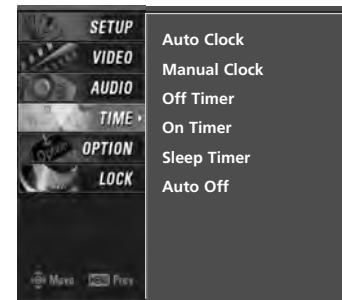 SETUP
VIDEO
AUDIO
TIME
OPTION
LOCK
Move MENU Prev
Auto Clock
Manual Clock
Off Timer
On Timer
Sleep Timer
Auto Off